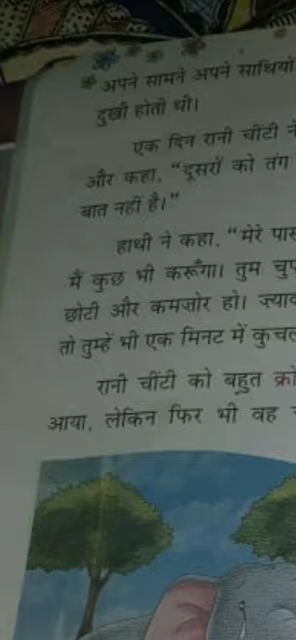 अपने सामने अपने साथियों
दुखी होती थी।
एक दिन रानी चींटी ने
और कहा, “दूसरों को तंग
बात नहीं है।”
हाथी ने कहा, “मेरे पास
मैं कुछ भी करूँगा। तुम चुप
छोटी और कमज़ोर हो। ज्याद
तो तुम्हें भी एक मिनट में कुचल
रानी चींटी को बहुत क्रो
आया, लेकिन फिर भी वह